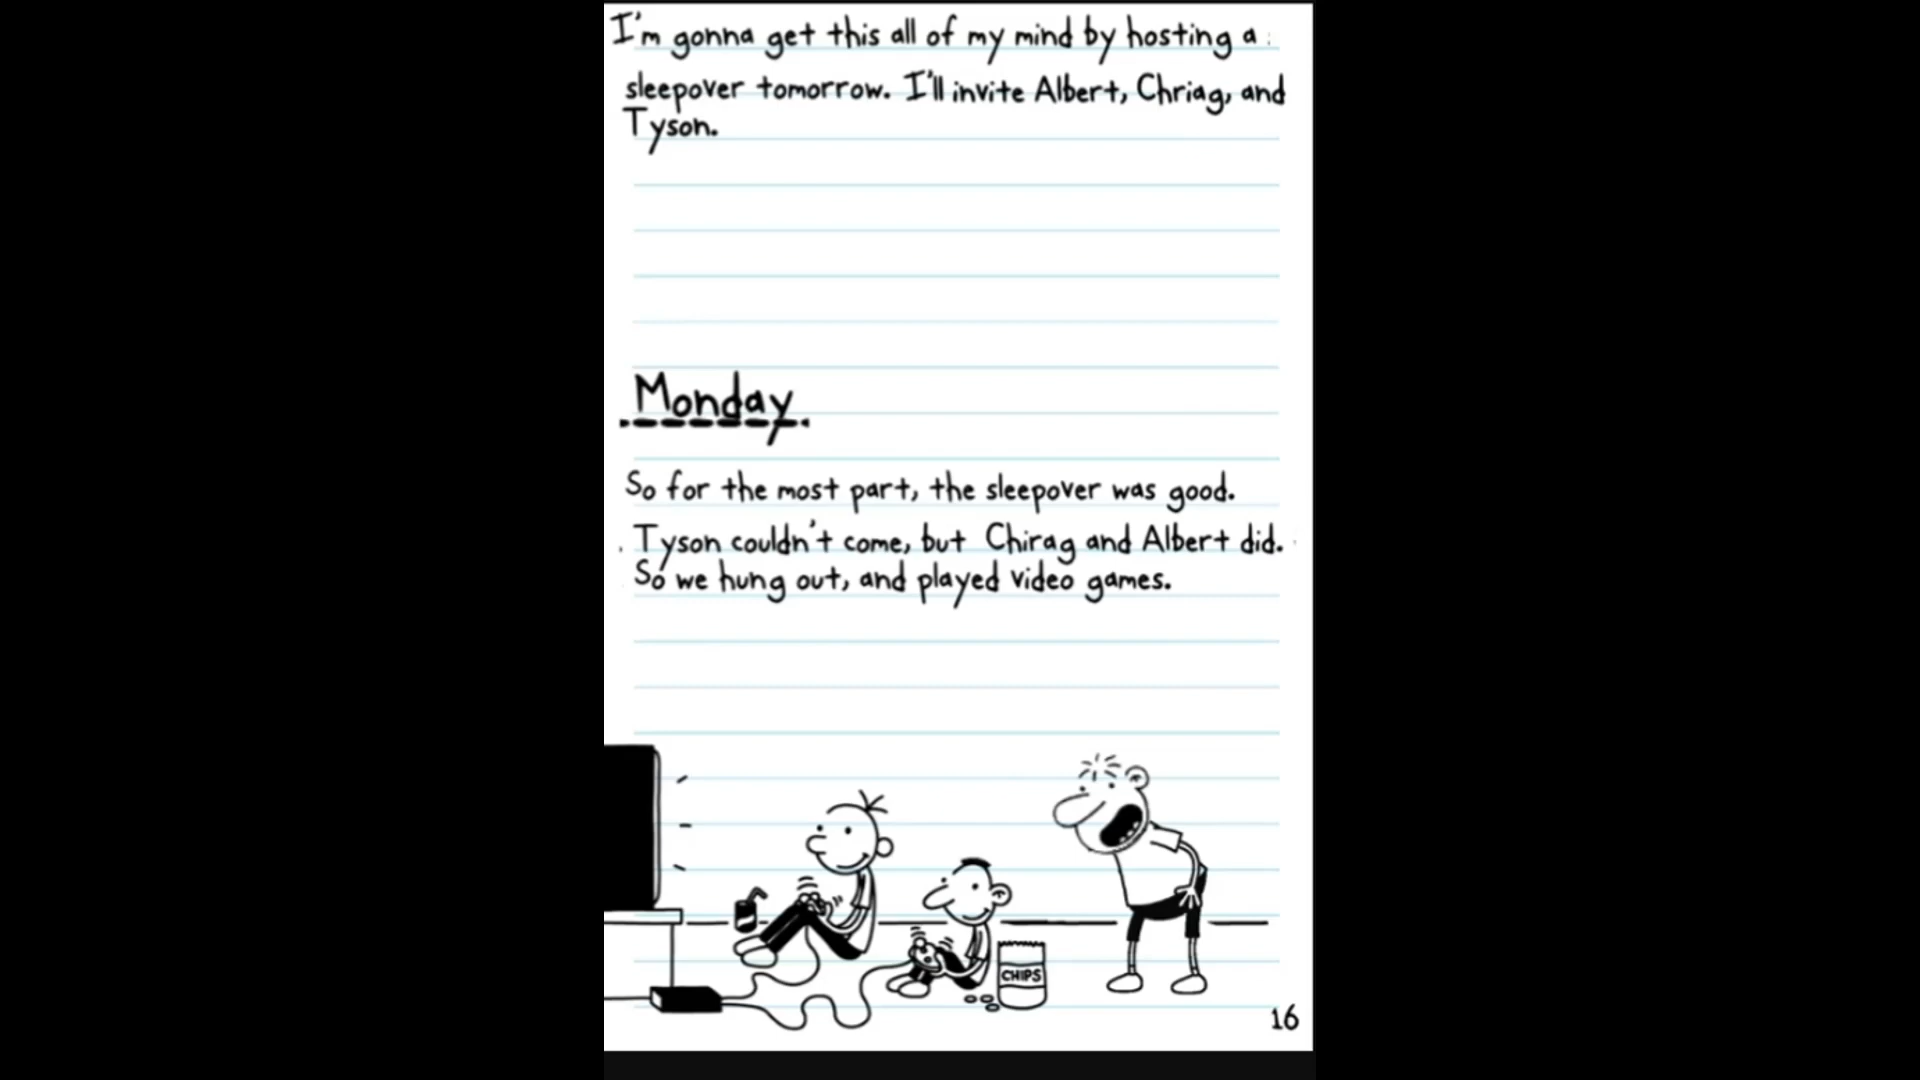 I'm gonna get this all of my mind by hosting a
sleepover tomorrow. I'll invite Albert, Chriag, and
Tyson.
Monday
So for the most part, the sleepover was good.
Tyson couldn't come, but Chirag and Albert did.
So we hung out, and played video games.
CHIPS
16